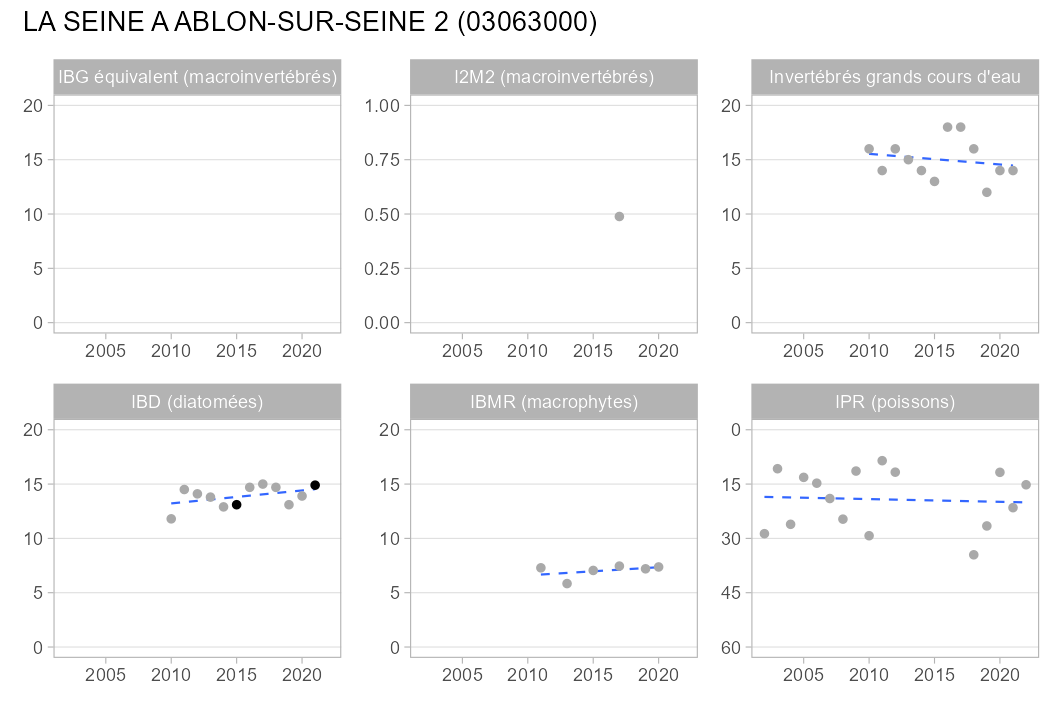 LA SEINE A ABLON-SUR-SEINE 2 (03063000)
IBG équivalent (macroinvertébrés)
20
15
10
5
0
2005 2010 2015 2020
I2M2 (macroinvertébrés)
1.00
0.75
0.50
0.25
0.00
2005 2010 2015 2020
Invertébrés grands cours d'eau
20
15
10
5
0
2005 2010 2015 2020
IBD (diatomées)
20
15
10
5
0
2005 2010 2015 2020
IBMR (macrophytes)
20
15
10
5
0
2005 2010 2015 2020
IPR (poissons)
0
15
30
45
60
2005 2010 2015 2020